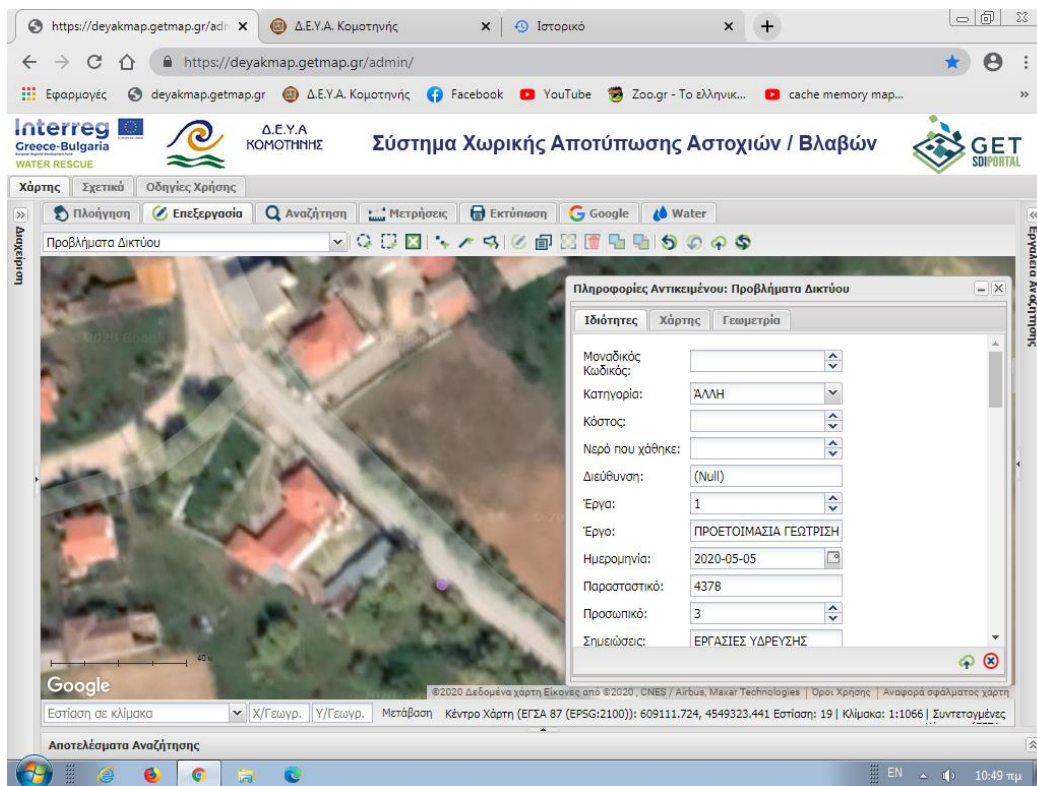 https://deyakmap.getmap.gr/adm
Δ.Ε.Υ.Α. Κομοτηνής
Ιστορικό
https://deyakmap.getmap.gr/admin/
Εφαρμογές
deyakmap.getmap.gr
Δ.Ε.Υ.Α. Κομοτηνής
Facebook
YouTube
Zoo.gr - Το ελληνικ...
cache memory map...
Interreg
Greece-Bulgaria
WATER RESCUE
Δ.Ε.Υ.Α
ΚΟΜΟΤΗΝΗΣ
Σύστημα Χωρικής Αποτύπωσης Αστοχιών / Βλαβών
GET
SDIPORTAL
Χάρτης
Σχετικά
Οδηγίες Χρήσης
Πλοήγηση
Επεξεργασία
Αναζήτηση
Μετρήσεις
Εκτύπωση
Google
Water
Διαχείριση
Προβλήματα Δικτύου
Εργαλεία Αναζήτησης
Πληροφορίες Αντικειμένου: Προβλήματα Δικτύου
Ιδιότητες
Χάρτης
Γεωμετρία
Μοναδικός
Κωδικός:
Κατηγορία: ΆΛΛΗ
Κόστος:
Νερό που χάθηκε:
Διεύθυνση: (Null)
Έργα: 1
Έργο: ΠΡΟΕΤΟΙΜΑΣΙΑ ΓΕΩΤΡΙΣΗ
Ημερομηνία: 2020-05-05
Παραστατικό: 4378
Προσωπικό: 3
Σημειώσεις: ΕΡΓΑΣΙΕΣ ΥΔΡΕΥΣΗΣ
40
Google
©2020 Δεδομένα χάρτη Εικόνες από ©2020 , CNES / Airbus, Maxar Technologies
Όροι Χρήσης
Αναφορά σφάλματος χάρτη
Εστίαση σε κλίμακα
Χ/Γεωγρ.
Υ/Γεωγρ.
Μετάβαση
Κέντρο Χάρτη (ΕΓΣΑ 87 (EPSG:2100)): 609111.724, 4549323.441 Εστίαση: 19 | Κλίμακα: 1:1066 | Συντεταγμένες
Αποτελέσματα Αναζήτησης
EN
10:49 πμ